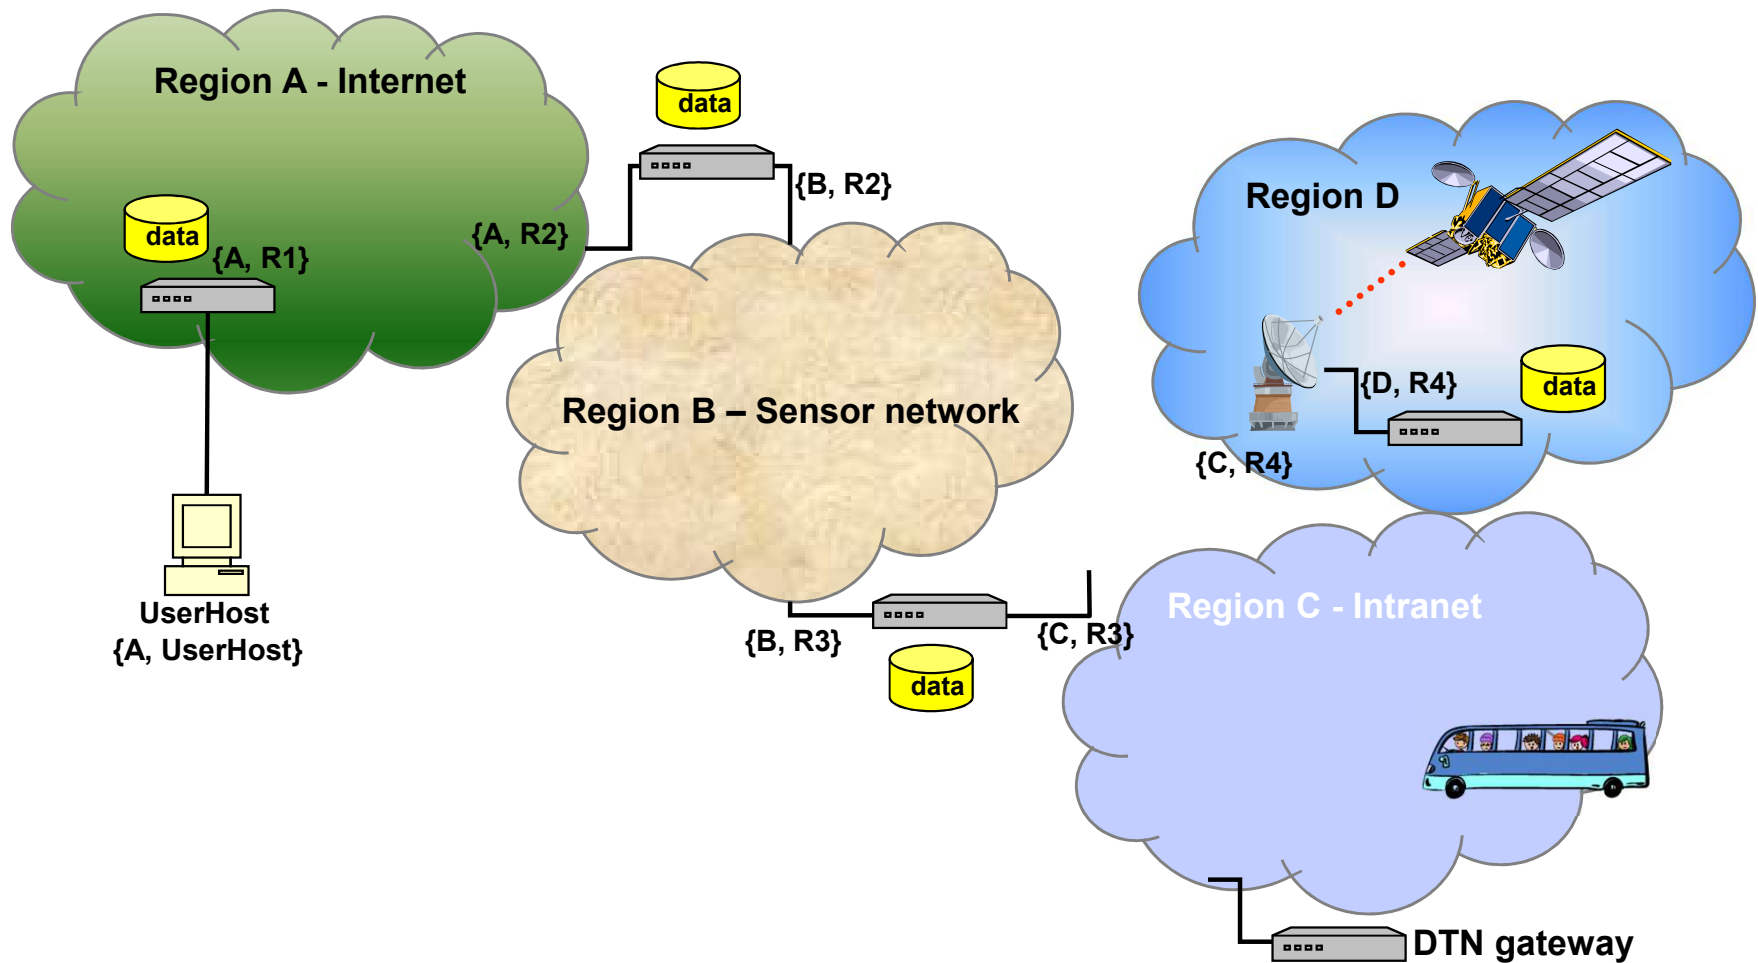 Region A - Internet
data
{B, R2}
Region D
data
{A, R1}
{A, R2}
{D, R4}
data
Region B – Sensor network
{C, R4}
UserHost
{A, UserHost}
{B, R3}
{C, R3}
Region C - Intranet
data
DTN gateway